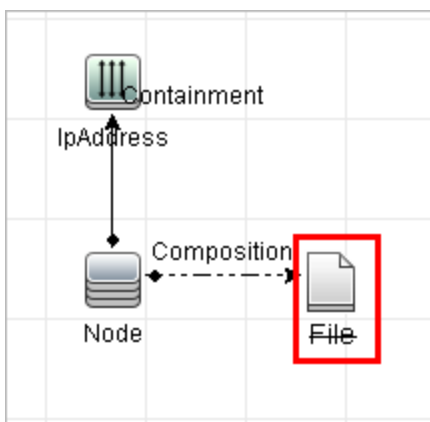 Containment
IpAddress
Composition
Node
File